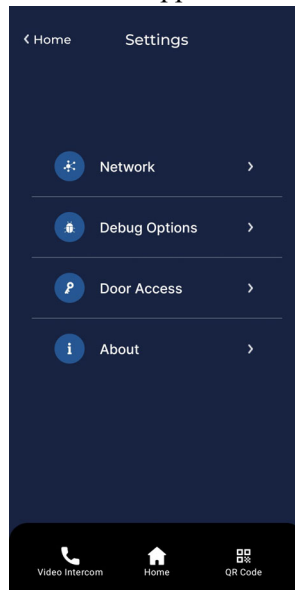 Home Settings
Network
Debug Options
Door Access
About
Video Intercom Home QR Code